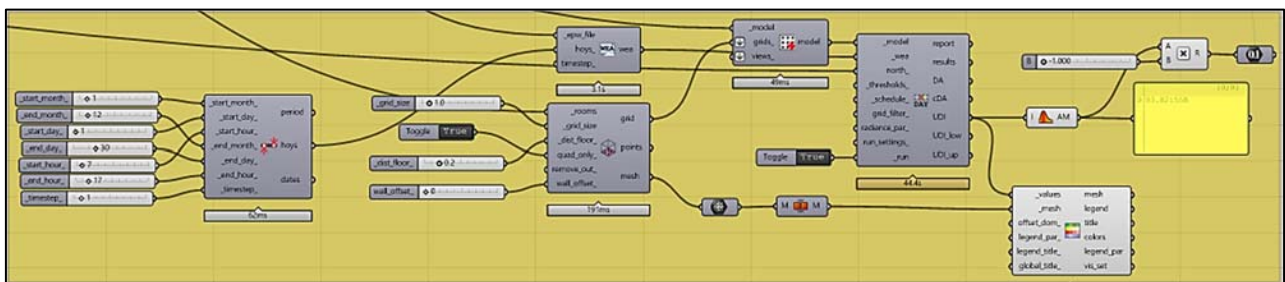 _start_month_ 1
_end_month_ 12
_start_day_ 1
_end_day_ 30
_start_hour_ 7
_end_hour_ 17
_timestep_ 1
_start_month_
_start_day_
_start_hour_
_end_month_
_end_day_
_end_hour_
_timestep_
period
hoys
dates
62ms
_grid_size 1.0
Toggle True
_dist_floor_ 0.2
wall_offset_ 0
_epw_file
hoys_
timestep_
WEA
wea
3.1s
_rooms
_grid_size
_dist_floor_
quad_only_
remove_out_
wall_offset_
grid
points
mesh
191ms
_model
grids_
views_
model
49ms
M M
Toggle True
_model
_wea
north_
_thresholds_
_schedule_
grid_filter_
radiance_par_
run_settings_
_run
DAY
report
results
DA
cDA
UDI
UDI_low
UDI_up
44.4s
B -1.000
A
B
R
I AM
_values
_mesh
offset_dom_
legend_par_
legend_title_
global_title_
mesh
legend
title
colors
legend_par
vis_set